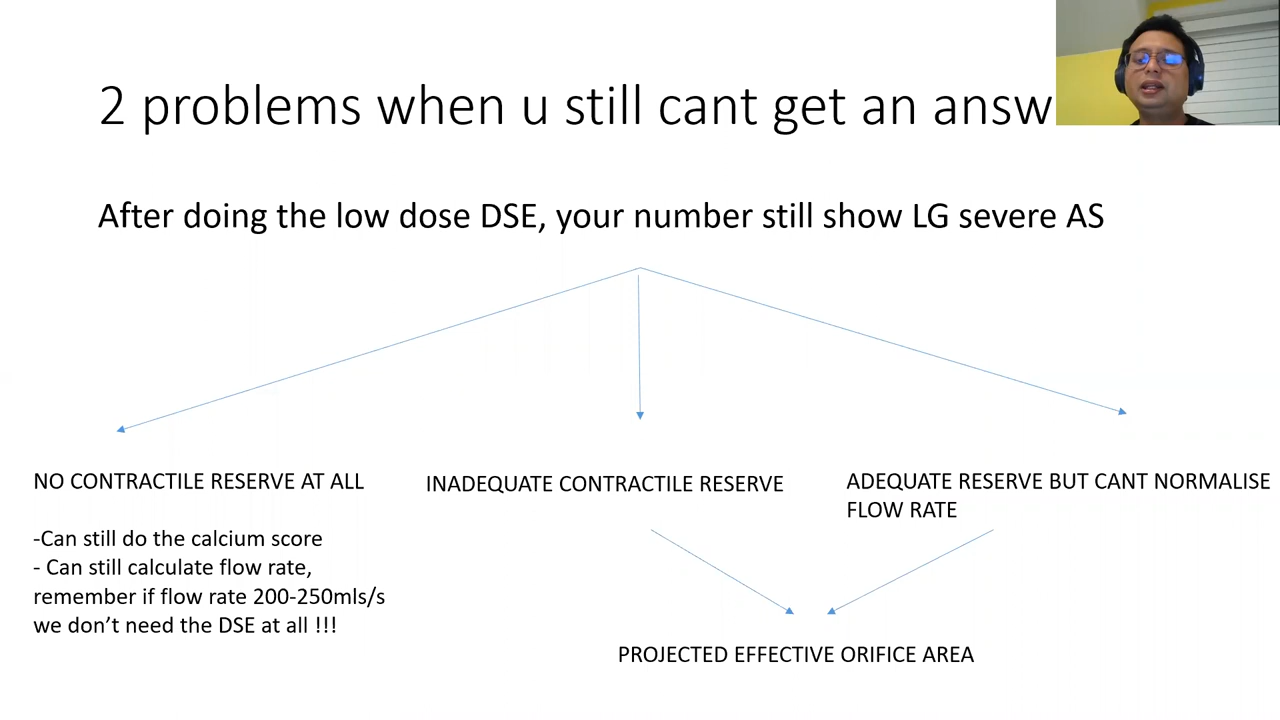 2 problems when u still cant get an answ
After doing the low dose DSE, your number still show LG severe AS
NO CONTRACTILE RESERVE AT ALL
-Can still do the calcium score
- Can still calculate flow rate,
remember if flow rate 200-250mls/s
we don’t need the DSE at all !!!
INADEQUATE CONTRACTILE RESERVE
ADEQUATE RESERVE BUT CANT NORMALISE
FLOW RATE
PROJECTED EFFECTIVE ORIFICE AREA